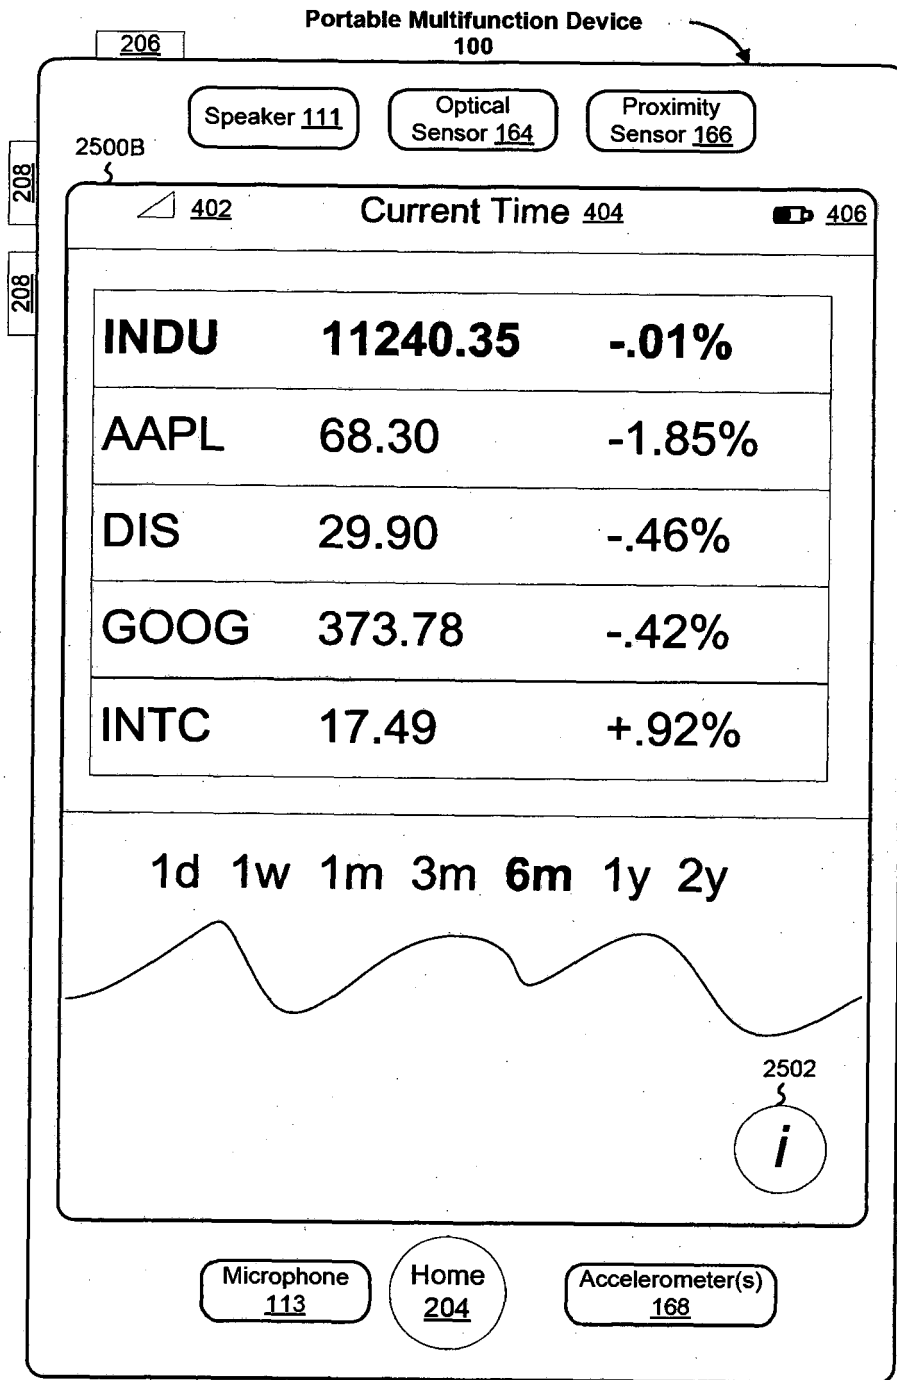 Portable Multifunction Device
100
206
Speaker 111
Optical
Sensor 164
Proximity
Sensor 166
2500B
208
208
402 Current Time 404 406
INDU 11240.35 -.01%
AAPL 68.30 -1.85%
DIS 29.90 -.46%
GOOG 373.78 -.42%
INTC 17.49 +.92%
1d 1w 1m 3m 6m 1y 2y
2502
i
Microphone
113
Home
204
Accelerometer(s)
168